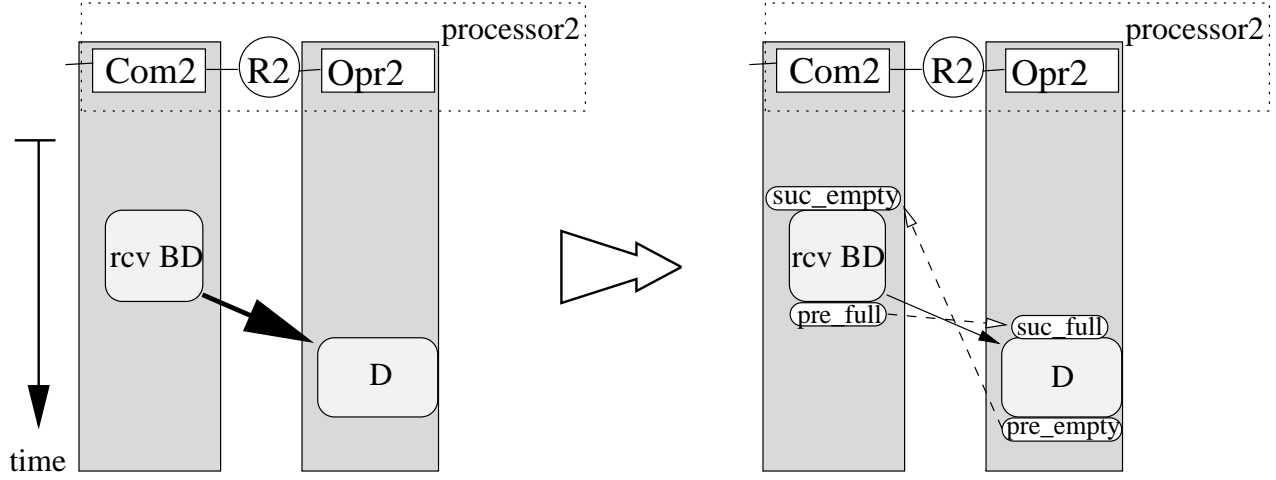 processor2
Com2
R2
Opr2
rcv BD
D
time
processor2
Com2
R2
Opr2
suc_empty
rcv BD
pre_full
suc_full
D
pre_empty